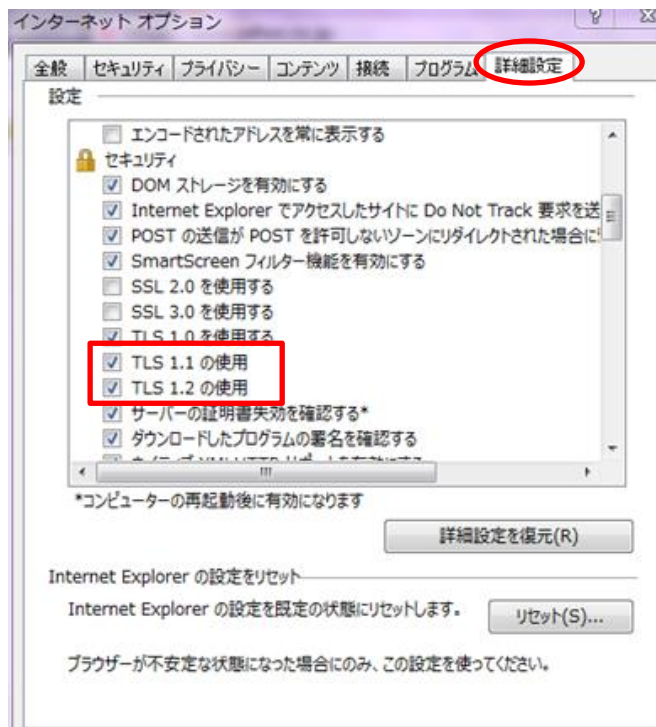 インターネット オプション
全般 セキュリティ プライバシー コンテンツ 接続 プログラム 詳細設定
設定
エンコードされたアドレスを常に表示する
セキュリティ
DOM ストレージを有効にする
Internet Explorer でアクセスしたサイトに Do Not Track 要求を送
POST の送信が POST を許可しないゾーンにリダイレクトされた場合に
SmartScreen フィルター機能を有効にする
SSL 2.0 を使用する
SSL 3.0 を使用する
TLS 1.0 を使用する
TLS 1.1 の使用
TLS 1.2 の使用
サーバーの証明書失効を確認する*
ダウンロードしたプログラムの署名を確認する
*コンピューターの再起動後に有効になります
詳細設定を復元(R)
Internet Explorer の設定をリセット
Internet Explorer の設定を既定の状態にリセットします。
リセット(S)...
ブラウザーが不安定な状態になった場合にのみ、この設定を使ってください。